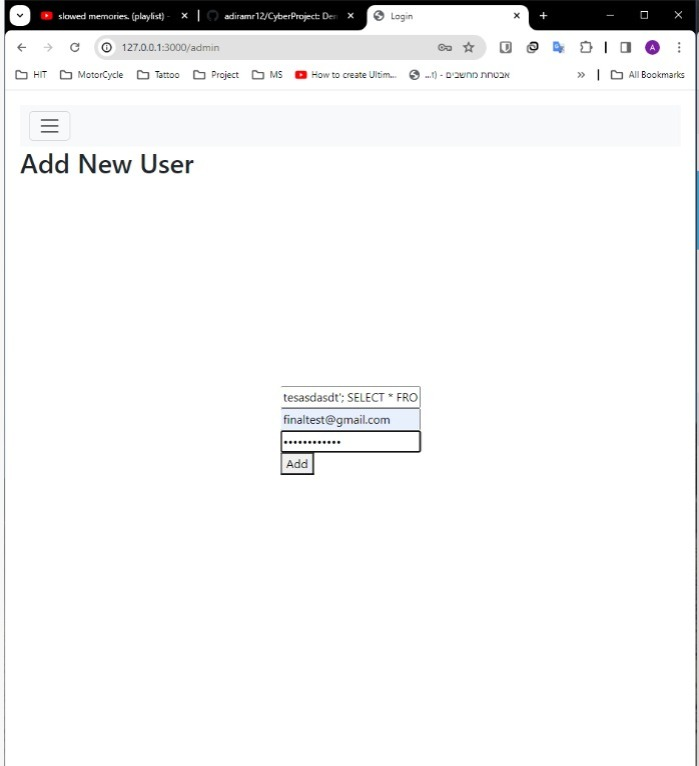 slowed memories. (playlist) -
adiramr12/CyberProject: Der
Login
127.0.0.1:3000/admin
HIT
MotorCycle
Tattoo
Project
MS
How to create Ultim...
אבטחת מחשבים - (1...
All Bookmarks
Add New User
tesasdasdt'; SELECT * FRO
finaltest@gmail.com
••••••••••••
Add